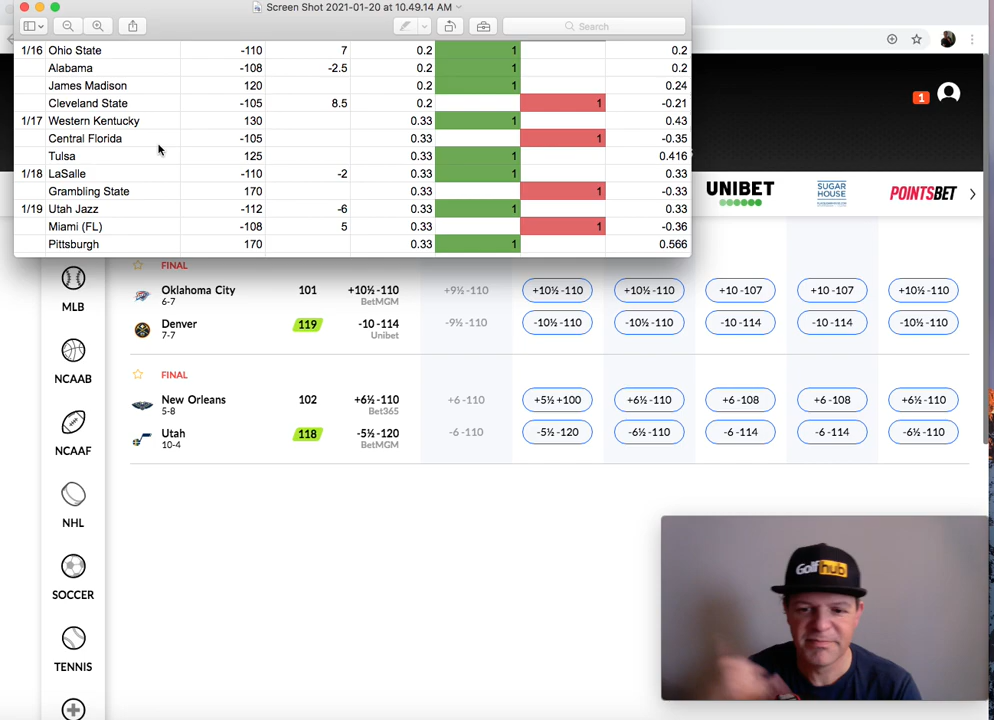 Screen Shot 2021-01-20 at 10.49.14 AM
Search
1/16 Ohio State -110 7 0.2 1 0.2
Alabama -108 -2.5 0.2 1 0.2
James Madison 120 0.2 1 0.24
Cleveland State -105 8.5 0.2 1 -0.21
1/17 Western Kentucky 130 0.33 1 0.43
Central Florida -105 0.33 1 -0.35
Tulsa 125 0.33 1 0.416
1/18 LaSalle -110 -2 0.33 1 0.33
Grambling State 170 0.33 1 -0.33
1/19 Utah Jazz -112 -6 0.33 1 0.33
Miami (FL) -108 5 0.33 1 -0.36
Pittsburgh 170 0.33 1 0.566
1
UNIBET SUGAR HOUSE POINTSBET
MLB
NCAAB
NCAAF
NHL
SOCCER
TENNIS
FINAL
Oklahoma City 101 +10½ -110 +9½ -110 +10½ -110 +10½ -110 +10 -107 +10 -107 +10½ -110
6-7 BetMGM
Denver 119 -10 -114 -9½ -110 -10½ -110 -10½ -110 -10 -114 -10 -114 -10½ -110
7-7 Unibet
FINAL
New Orleans 102 +6½ -110 +6 -110 +5½ +100 +6½ -110 +6 -108 +6 -108 +6½ -110
5-8 Bet365
Utah 118 -5½ -120 -6 -110 -5½ -120 -6½ -110 -6 -114 -6 -114 -6½ -110
10-4 BetMGM
Golf hub